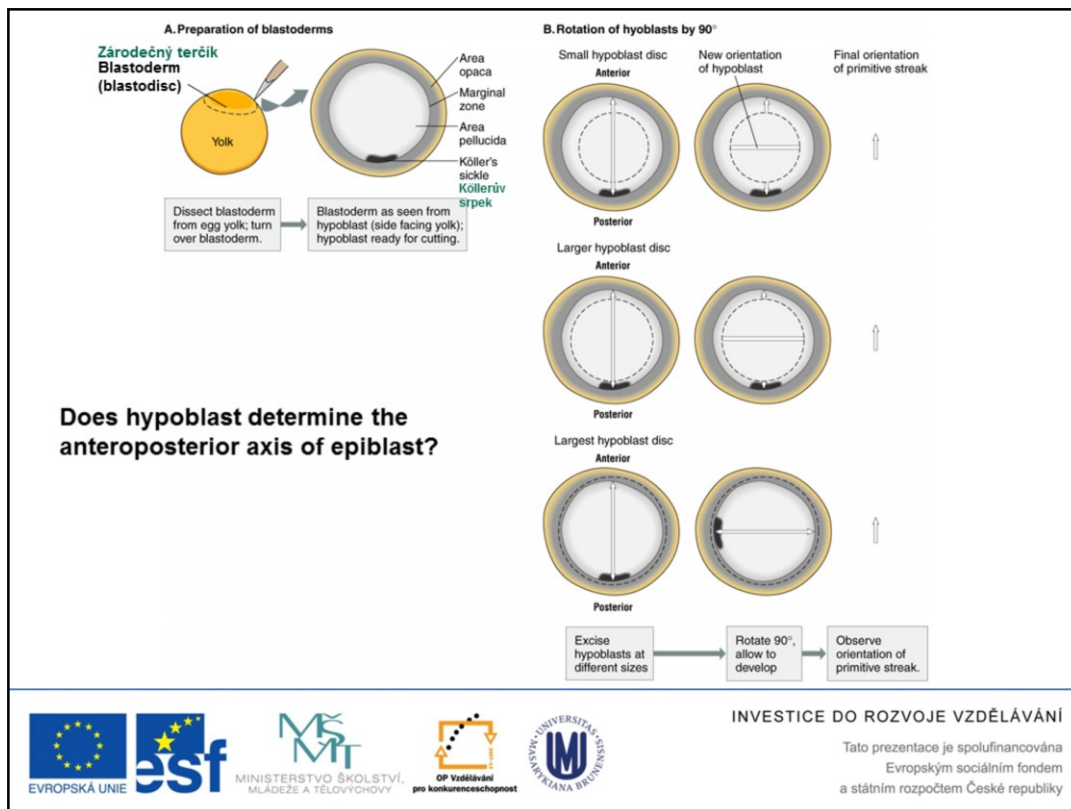 A. Preparation of blastoderms
Zárodečný terčík
Blastoderm
(blastodisc)
Yolk
Area
opaca
Marginal
zone
Area
pellucida
Köller's
sickle
Köllerův
srpek
Dissect blastoderm
from egg yolk; turn
over blastoderm.
Blastoderm as seen from
hypoblast (side facing yolk);
hypoblast ready for cutting.
B. Rotation of hyoblasts by 90°
Small hypoblast disc
Anterior
New orientation
of hypoblast
Final orientation
of primitive streak
Posterior
Larger hypoblast disc
Anterior
Posterior
Largest hypoblast disc
Anterior
Posterior
Excise
hypoblasts at
different sizes
Rotate 90°,
allow to
develop
Observe
orientation of
primitive streak.
Does hypoblast determine the
anteroposterior axis of epiblast?
EVROPSKÁ UNIE
esf
MŠMT
MINISTERSTVO ŠKOLSTVÍ,
MLÁDEŽE A TĚLOVÝCHOVY
OP Vzdělávání
pro konkurenceschopnost
UNIVERSITAS
MASARYKIANA BRUNENSIS
INVESTICE DO ROZVOJE VZDĚLÁVÁNÍ
Tato prezentace je spolufinancována
Evropským sociálním fondem
a státním rozpočtem České republiky